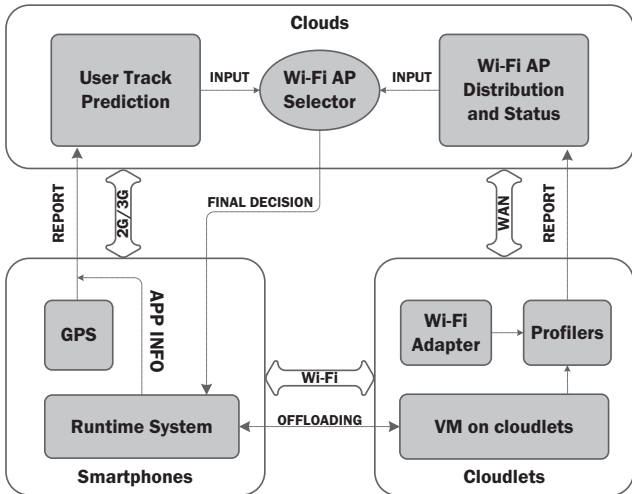 Clouds
User Track
Prediction
INPUT
Wi-Fi AP
Selector
INPUT
Wi-Fi AP
Distribution
and Status
REPORT
2G/3G
FINAL DECISION
WAN
REPORT
GPS
APP INFO
Wi-Fi
Wi-Fi
Adapter
Profilers
Runtime System
OFFLOADING
VM on cloudlets
Smartphones
Cloudlets